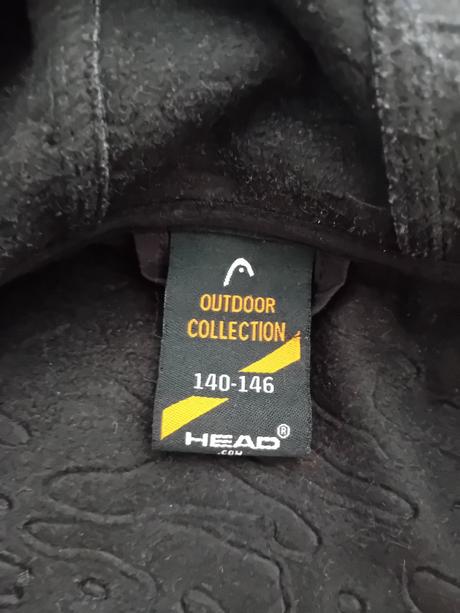 OUTDOOR
COLLECTION
140-146
HEAD®
.COM